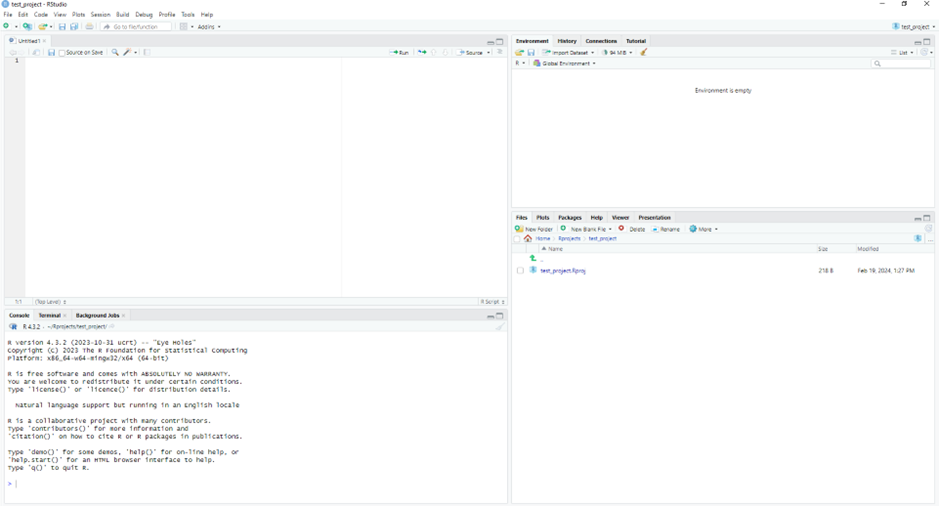 test_project - RStudio
File Edit Code View Plots Session Build Debug Profile Tools Help
Go to file/function Addins test_project
Untitled1
Source on Save Run Source
1
1:1 (Top Level) R Script
Console Terminal Background Jobs
R 4.3.2 · ~/Rprojects/test_project/
R version 4.3.2 (2023-10-31 ucrt) -- "Eye Holes"
Copyright (C) 2023 The R Foundation for Statistical Computing
Platform: x86_64-w64-mingw32/x64 (64-bit)
R is free software and comes with ABSOLUTELY NO WARRANTY.
You are welcome to redistribute it under certain conditions.
Type 'license()' or 'licence()' for distribution details.
Natural language support but running in an English locale
R is a collaborative project with many contributors.
Type 'contributors()' for more information and
'citation()' on how to cite R or R packages in publications.
Type 'demo()' for some demos, 'help()' for on-line help, or
'help.start()' for an HTML browser interface to help.
Type 'q()' to quit R.
>
Environment History Connections Tutorial
Import Dataset 94 MiB List
R Global Environment
Environment is empty
Files Plots Packages Help Viewer Presentation
New Folder New Blank File Delete Rename More
Home Rprojects test_project ...
Name Size Modified
..
test_project.Rproj 218 B Feb 19, 2024, 1:27 PM